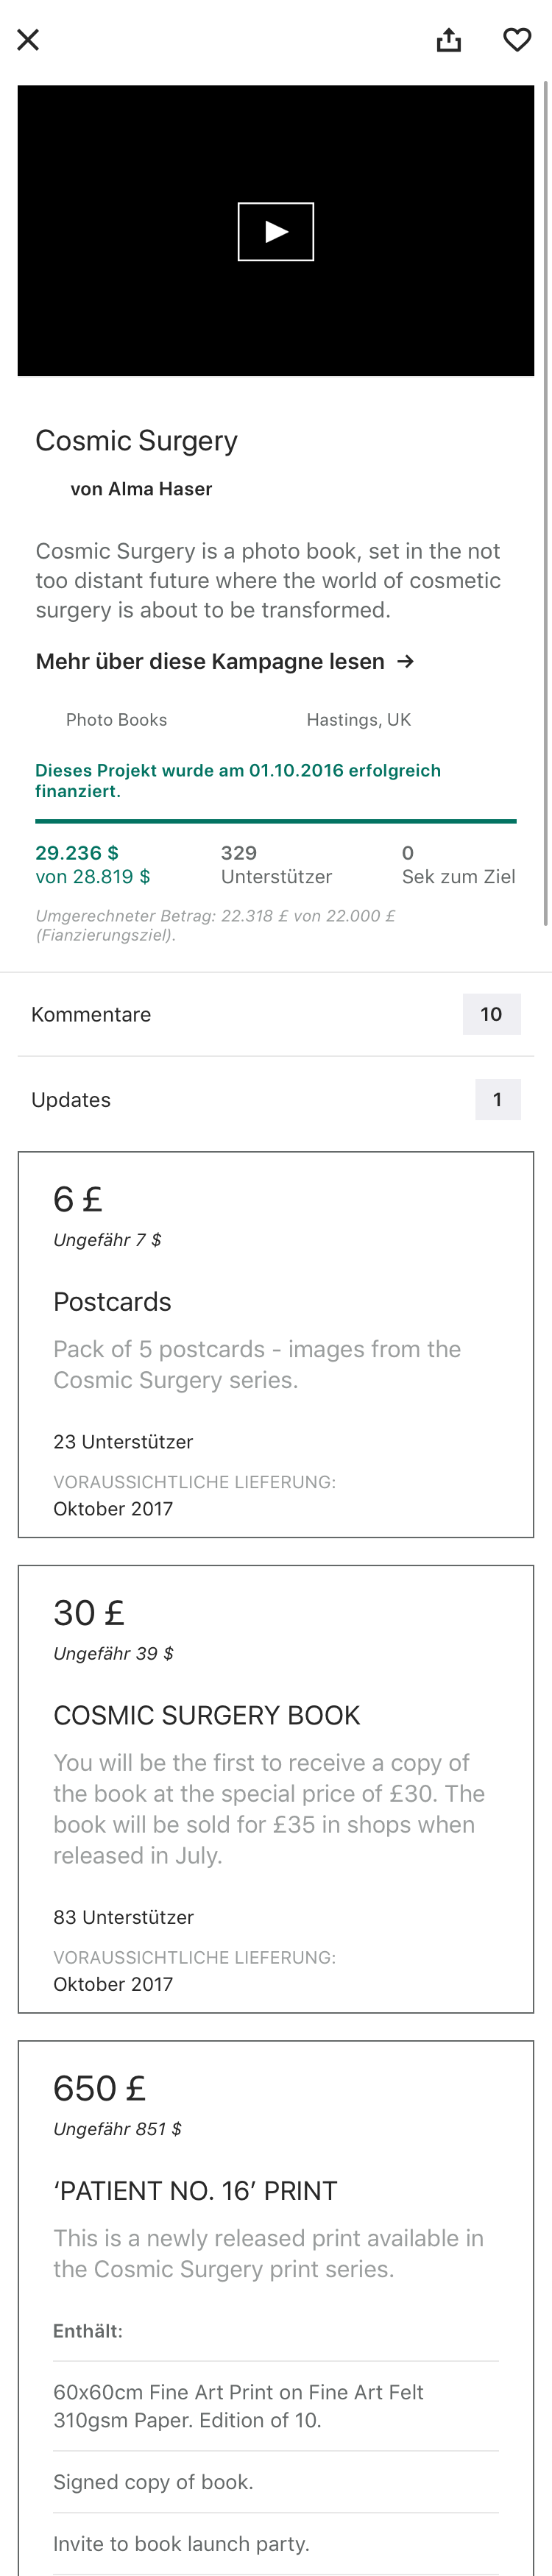 Cosmic Surgery
von Alma Haser
Cosmic Surgery is a photo book, set in the not
too distant future where the world of cosmetic
surgery is about to be transformed.
Mehr über diese Kampagne lesen →
Photo Books
Hastings, UK
Dieses Projekt wurde am 01.10.2016 erfolgreich
finanziert.
29.236 $
von 28.819 $
329
Unterstützer
0
Sek zum Ziel
Umgerechneter Betrag: 22.318 £ von 22.000 £
(Fianzierungsziel).
Kommentare
10
Updates
1
6 £
Ungefähr 7 $
Postcards
Pack of 5 postcards - images from the
Cosmic Surgery series.
23 Unterstützer
VORAUSSICHTLICHE LIEFERUNG:
Oktober 2017
30 £
Ungefähr 39 $
COSMIC SURGERY BOOK
You will be the first to receive a copy of
the book at the special price of £30. The
book will be sold for £35 in shops when
released in July.
83 Unterstützer
VORAUSSICHTLICHE LIEFERUNG:
Oktober 2017
650 £
Ungefähr 851 $
‘PATIENT NO. 16’ PRINT
This is a newly released print available in
the Cosmic Surgery print series.
Enthält:
60x60cm Fine Art Print on Fine Art Felt
310gsm Paper. Edition of 10.
Signed copy of book.
Invite to book launch party.